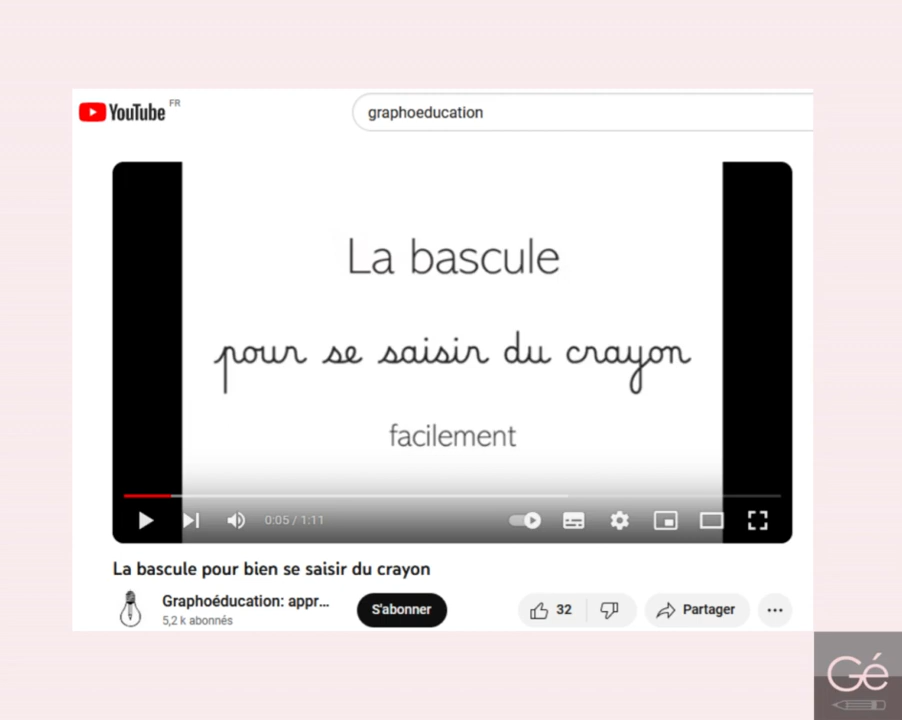 YouTube FR
graphoeducation
La bascule
pour se saisir du crayon
facilement
0:05 / 1:11
La bascule pour bien se saisir du crayon
Graphoéducation: appr...
5,2 k abonnés
S'abonner
32
Partager
Gé